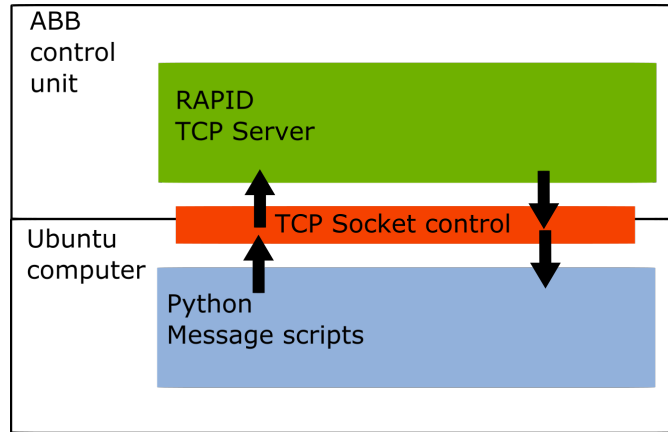 ABB
control
unit
RAPID
TCP Server
TCP Socket control
Ubuntu
computer
Python
Message scripts